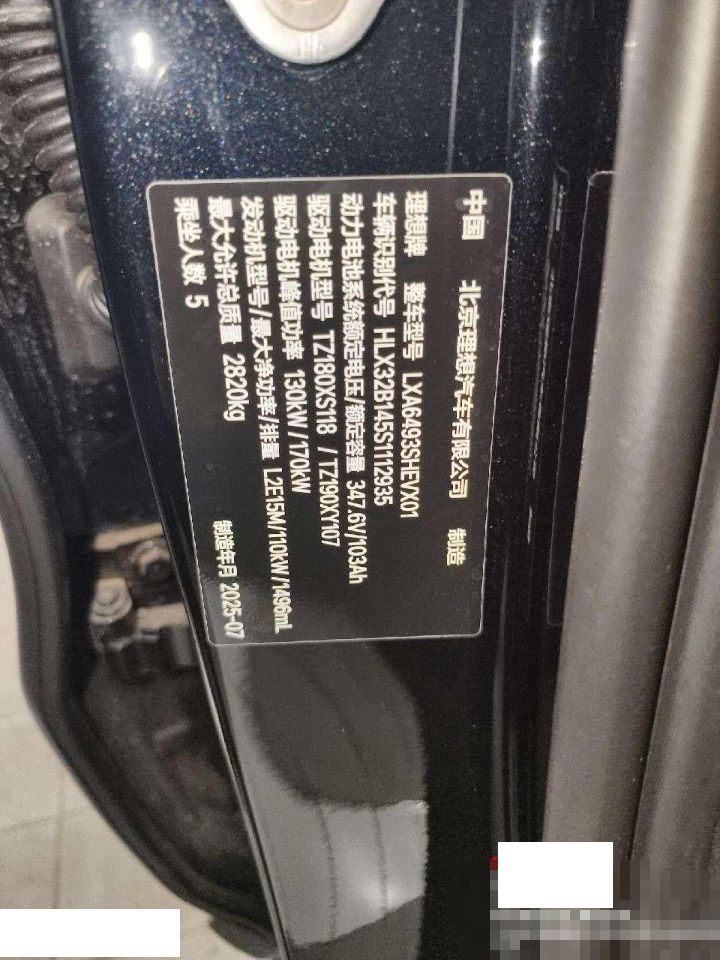 中国 北京理想汽车有限公司 制造
理想牌 整车型号 LXA6493SHEVX01
车辆识别代号 HLX32B145S1112935
动力电池系统额定电压/额定容量 347.6V/103Ah
驱动电机型号 TZ180XS118 /TZ190XY107
驱动电机峰值功率 130kW/170kW
发动机型号/最大净功率/排量 L2E15M/110kW/1496mL
最大允许总质量 2820kg
乘坐人数 5 制造年月 2025-07